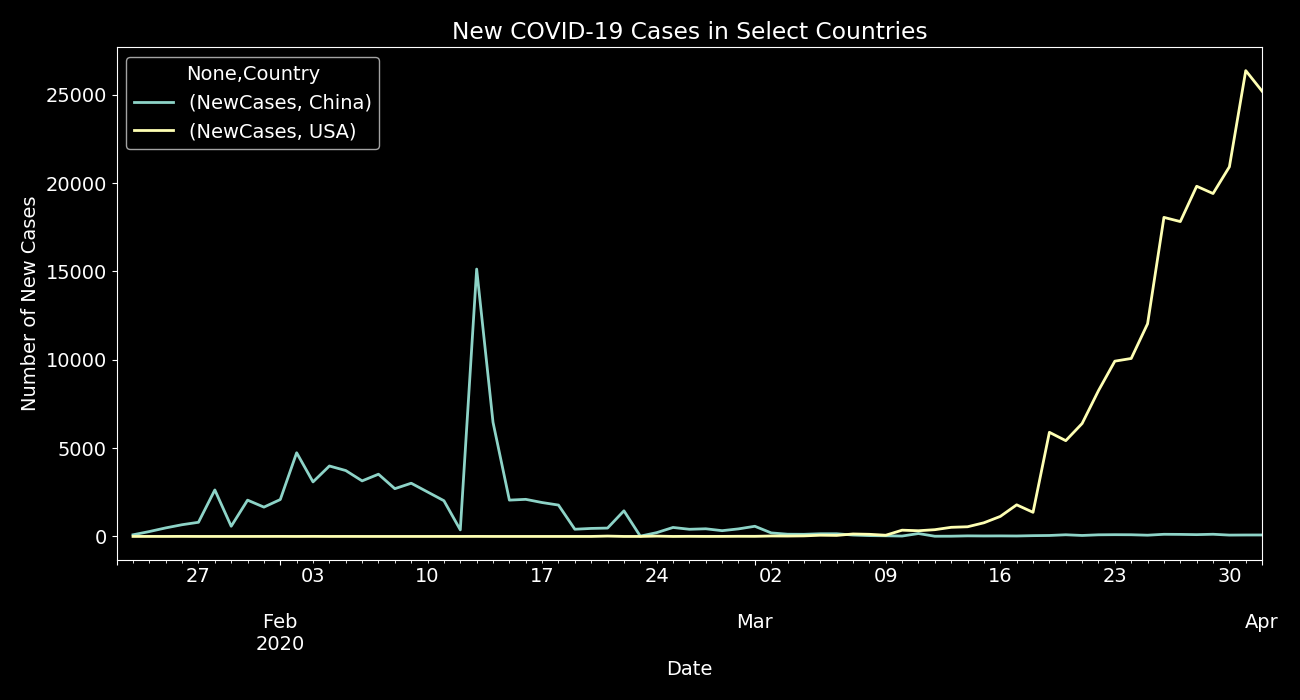 New COVID-19 Cases in Select Countries
None,Country
(NewCases, China)
(NewCases, USA)
25000
20000
15000
10000
5000
0
Number of New Cases
27 03 10 17 24 02 09 16 23 30
Feb Mar Apr
2020
Date